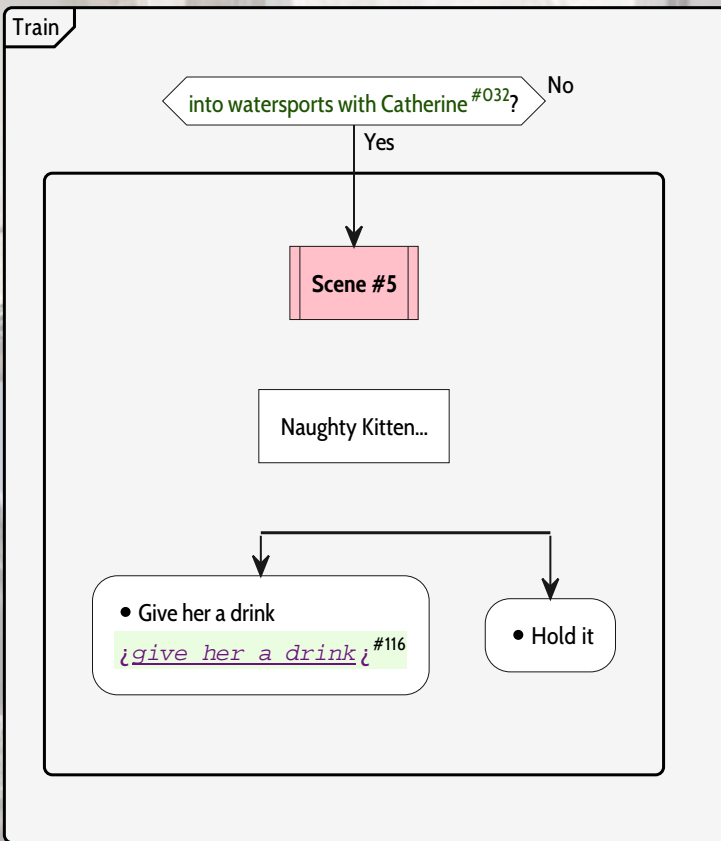 Train
into watersports with Catherine #032?
No
Yes
Scene #5
Naughty Kitten...
• Give her a drink
¿give her a drink¿ #116
• Hold it